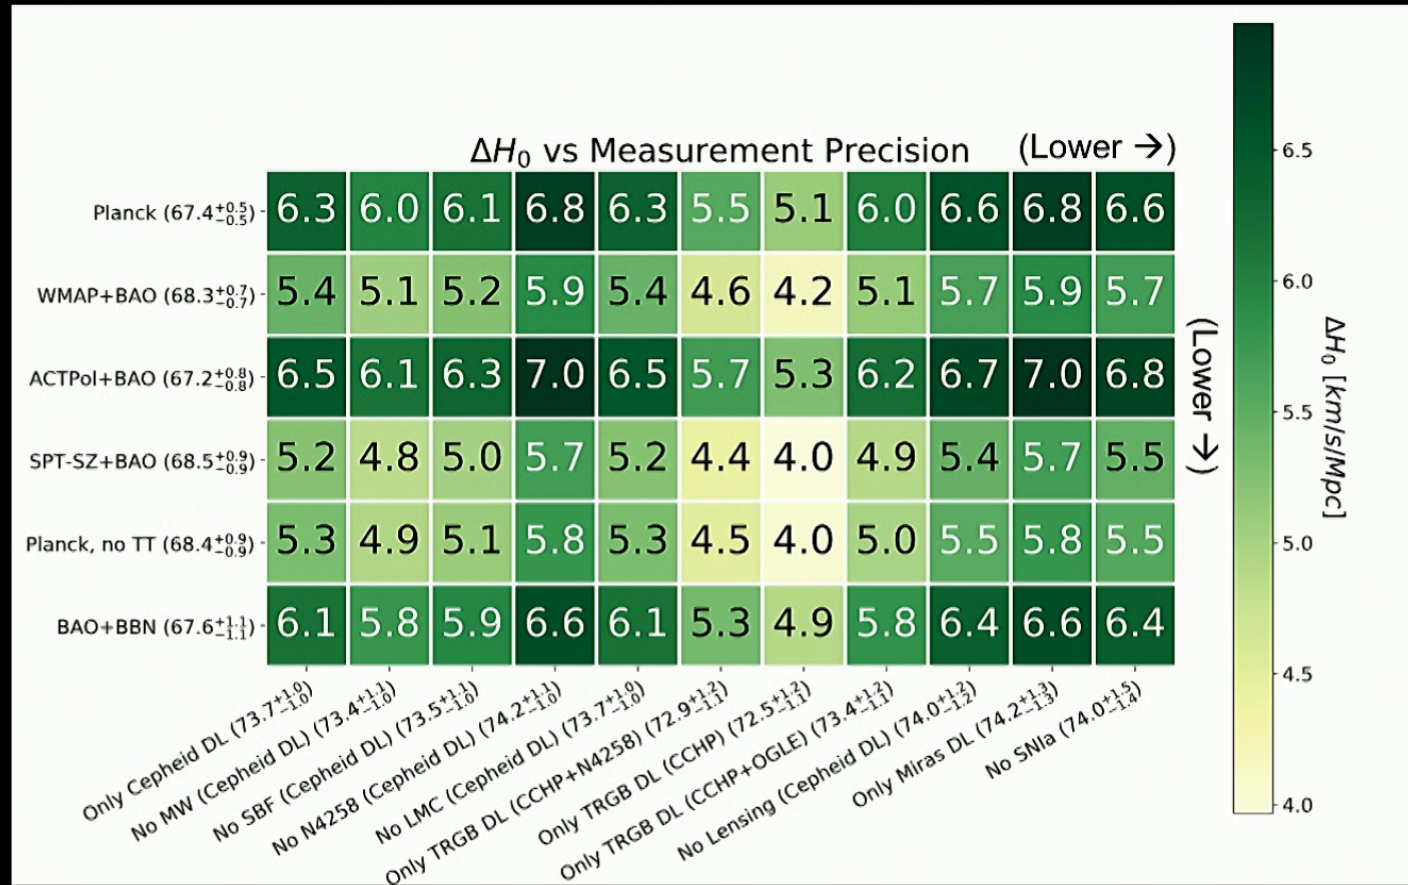 ΔH₀ vs Measurement Precision (Lower →)
Planck (67.4+0.5−0.5) 6.3 6.0 6.1 6.8 6.3 5.5 5.1 6.0 6.6 6.8 6.6
WMAP+BAO (68.3+0.7−0.7) 5.4 5.1 5.2 5.9 5.4 4.6 4.2 5.1 5.7 5.9 5.7
ACTPol+BAO (67.2+0.8−0.8) 6.5 6.1 6.3 7.0 6.5 5.7 5.3 6.2 6.7 7.0 6.8
SPT-SZ+BAO (68.5+0.9−0.9) 5.2 4.8 5.0 5.7 5.2 4.4 4.0 4.9 5.4 5.7 5.5
Planck, no TT (68.4+0.9−0.9) 5.3 4.9 5.1 5.8 5.3 4.5 4.0 5.0 5.5 5.8 5.5
BAO+BBN (67.6+1.1−1.1) 6.1 5.8 5.9 6.6 6.1 5.3 4.9 5.8 6.4 6.6 6.4
Only Cepheid DL (73.7+1.0−1.0)
No MW (Cepheid DL) (73.4+1.1−1.0)
No SBF (Cepheid DL) (73.5+1.1−1.0)
No N4258 (Cepheid DL) (74.2+1.1−1.0)
No LMC (Cepheid DL) (73.7+1.0−1.0)
Only TRGB DL (CCHP+N4258) (72.9+1.2−1.1)
Only TRGB DL (CCHP) (72.5+1.2−1.1)
Only TRGB DL (CCHP+OGLE) (73.4+1.2−1.1)
No Lensing (Cepheid DL) (74.0+1.2−1.2)
Only Miras DL (74.2+1.3−1.3)
No SNIa (74.0+1.5−1.4)
(Lower →)
6.5
6.0
5.5
5.0
4.5
4.0
ΔH₀ [km/s/Mpc]